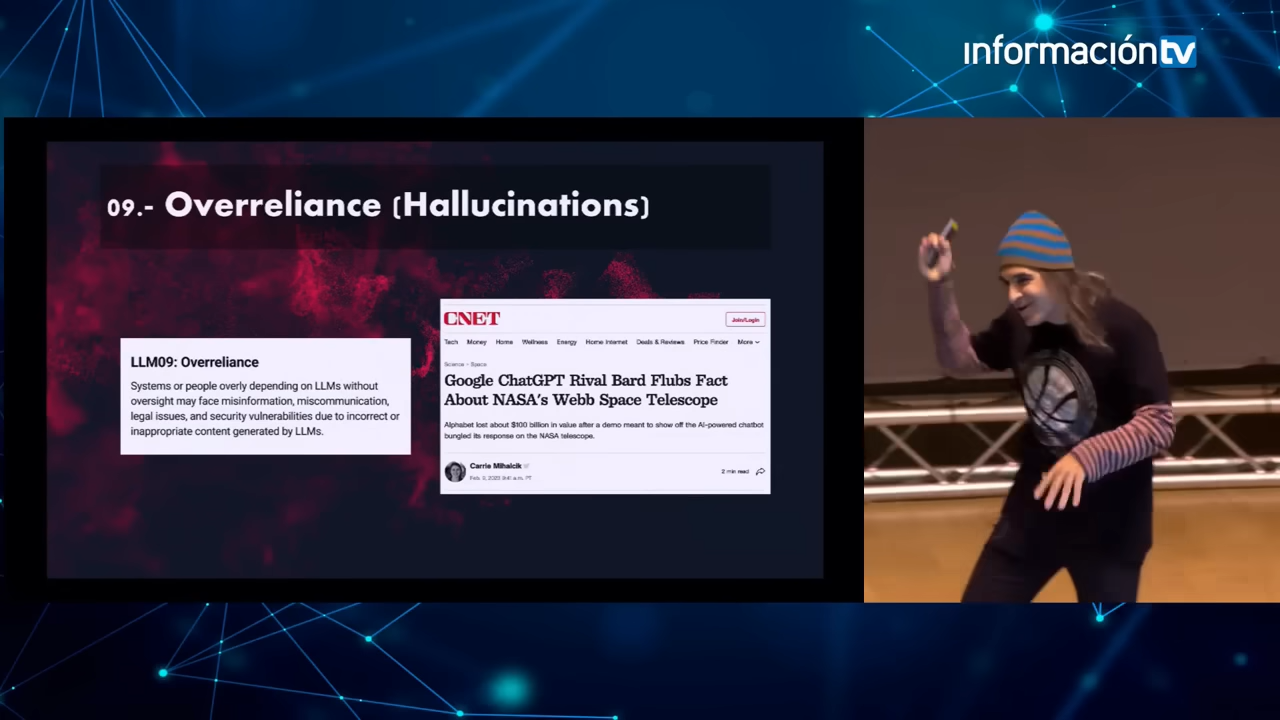 informacióntv
09.- Overreliance (Hallucinations)
LLM09: Overreliance
Systems or people overly depending on LLMs without
oversight may face misinformation, miscommunication,
legal issues, and security vulnerabilities due to incorrect or
inappropriate content generated by LLMs.
CNET
Join/Login
Tech Money Home Wellness Energy Home Internet Deals & Reviews Price Finder More
Science › Space
Google ChatGPT Rival Bard Flubs Fact
About NASA's Webb Space Telescope
Alphabet lost about $100 billion in value after a demo meant to show off the AI-powered chatbot
bungled its response on the NASA telescope.
Carrie Mihalcik
2 min read